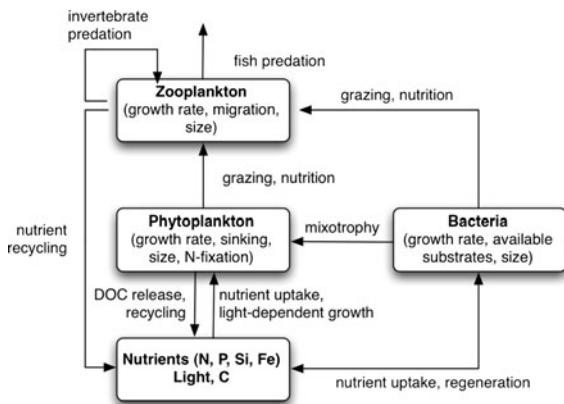 invertebrate
predation
fish predation
Zooplankton
(growth rate, migration,
size)
grazing, nutrition
grazing, nutrition
nutrient
recycling
Phytoplankton
(growth rate, sinking,
size, N-fixation)
mixotrophy
Bacteria
(growth rate, available
substrates, size)
DOC release,
recycling
nutrient uptake,
light-dependent growth
Nutrients (N, P, Si, Fe)
Light, C
nutrient uptake, regeneration